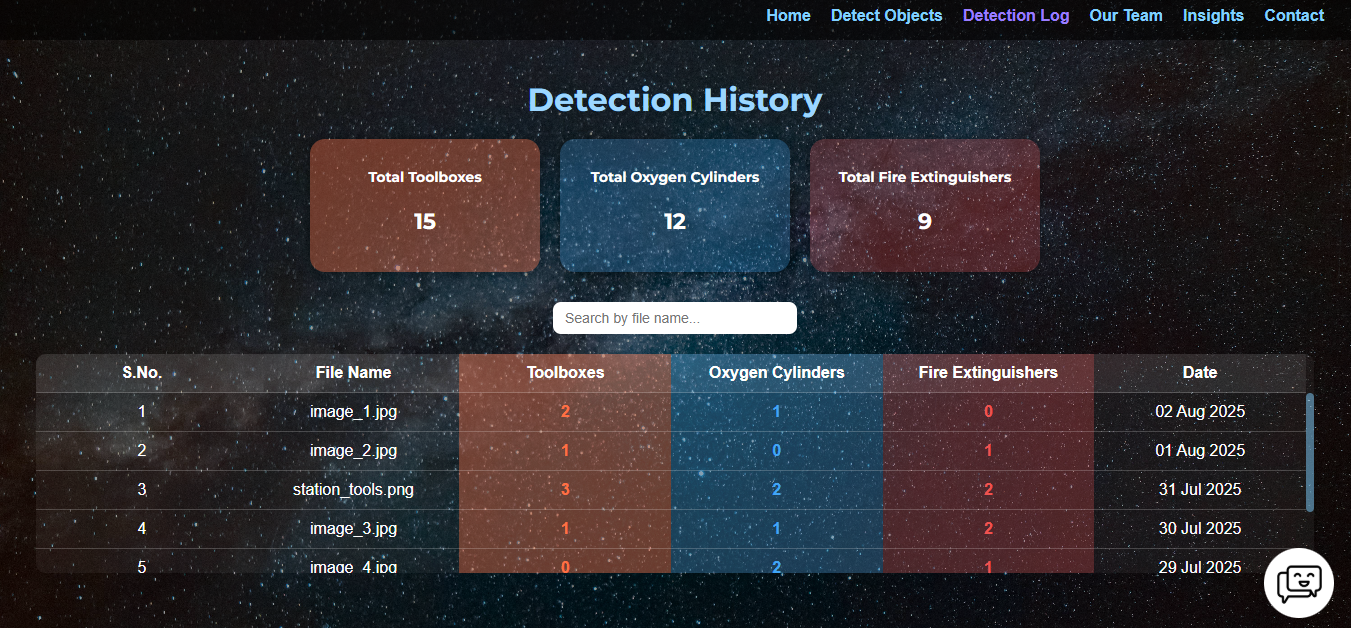 Home Detect Objects Detection Log Our Team Insights Contact
Detection History
Total Toolboxes Total Oxygen Cylinders Total Fire Extinguishers
15 12 9
Search by file name...
S.No. File Name Toolboxes Oxygen Cylinders Fire Extinguishers Date
1 image_1.jpg 2 1 0 02 Aug 2025
2 image_2.jpg 1 0 1 01 Aug 2025
3 station_tools.png 3 2 2 31 Jul 2025
4 image_3.jpg 1 1 2 30 Jul 2025
5 image_4.jpg 0 2 1 29 Jul 2025